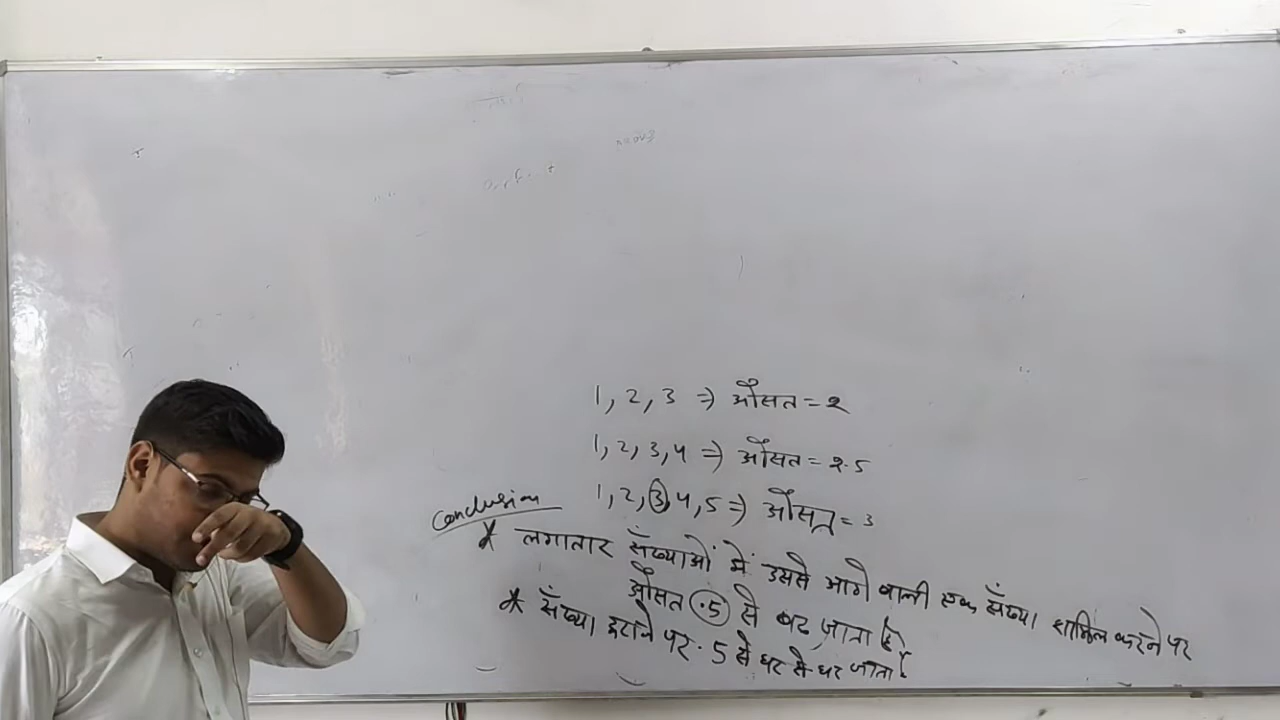 1, 2, 3 => औसत = 2
1, 2, 3, 4 => औसत = 2.5
1, 2, 3, 4, 5 => औसत = 3
Conclusion
* लगातार सँख्याओं में उससे आगे वाली एक सँख्या शामिल करने पर
औसत .5 से बढ़ जाता है
* सँख्या हटाने पर .5 से घट से घट जाता है